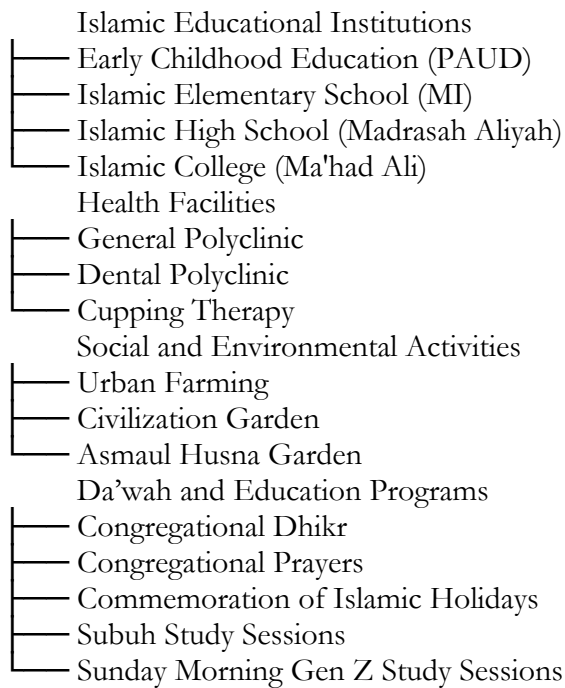 Islamic Educational Institutions
Early Childhood Education (PAUD)
Islamic Elementary School (MI)
Islamic High School (Madrasah Aliyah)
Islamic College (Ma'had Ali)
Health Facilities
General Polyclinic
Dental Polyclinic
Cupping Therapy
Social and Environmental Activities
Urban Farming
Civilization Garden
Asmaul Husna Garden
Da’wah and Education Programs
Congregational Dhikr
Congregational Prayers
Commemoration of Islamic Holidays
Subuh Study Sessions
Sunday Morning Gen Z Study Sessions